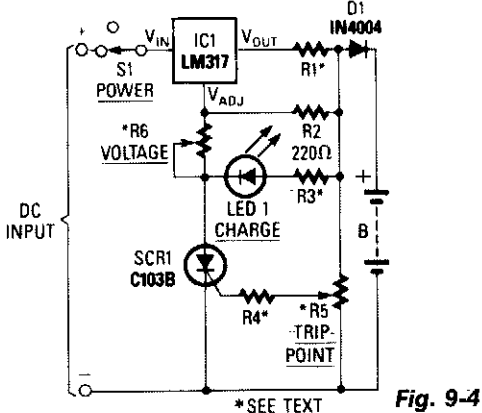 D1
IN4004
+
S1
POWER
VIN
IC1
LM317
VOUT
R1*
VADJ
*R6
VOLTAGE
R2
220Ω
R3*
LED 1
CHARGE
+
B
DC
INPUT
SCR1
C103B
R4*
*R5
TRIP-
POINT
−
*SEE TEXT
Fig. 9-4